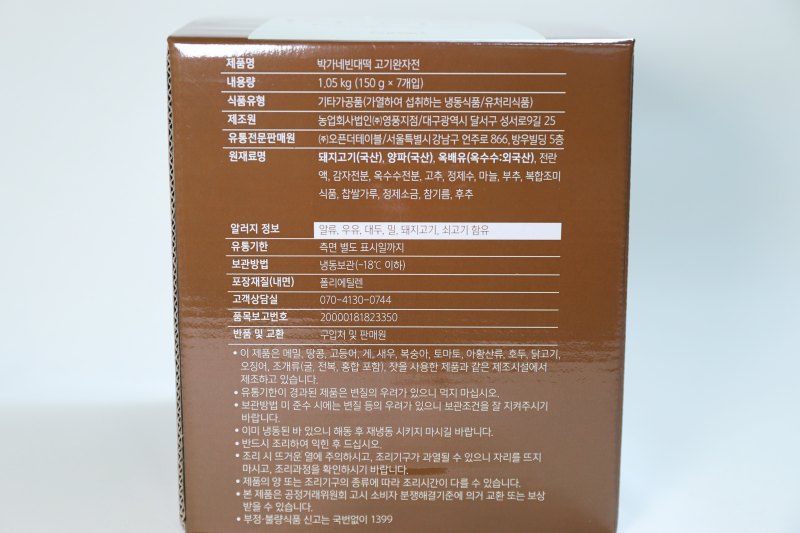 제품명 박가네빈대떡 고기완자전
내용량 1.05 kg (150 g × 7개입)
식품유형 기타가공품(가열하여 섭취하는 냉동식품/유처리식품)
제조원 농업회사법인㈜영풍지점/대구광역시 달서구 성서로9길 25
유통전문판매원 ㈜오픈더테이블/서울특별시 강남구 언주로 866, 방우빌딩 5층
원재료명 돼지고기(국산), 양파(국산), 옥배유(옥수수:외국산), 전란
액, 감자전분, 옥수수전분, 고추, 정제수, 마늘, 부추, 복합조미
식품, 찹쌀가루, 정제소금, 참기름, 후추
알러지 정보 알류, 우유, 대두, 밀, 돼지고기, 쇠고기 함유
유통기한 측면 별도 표시일까지
보관방법 냉동보관(-18℃ 이하)
포장재질(내면) 폴리에틸렌
고객상담실 070-4130-0744
품목보고번호 20000181823350
반품 및 교환 구입처 및 판매원
• 이 제품은 메밀, 땅콩, 고등어, 게, 새우, 복숭아, 토마토, 아황산류, 호두, 닭고기,
오징어, 조개류(굴, 전복, 홍합 포함), 잣을 사용한 제품과 같은 제조시설에서
제조하고 있습니다.
• 유통기한이 경과된 제품은 변질의 우려가 있으니 먹지 마십시오.
• 보관방법 미 준수 시에는 변질 등의 우려가 있으니 보관조건을 잘 지켜주시기
바랍니다.
• 이미 냉동된 바 있으니 해동 후 재냉동 시키지 마시길 바랍니다.
• 반드시 조리하여 익힌 후 드십시오.
• 조리 시 뜨거운 열에 주의하시고, 조리기구가 과열될 수 있으니 자리를 뜨지
마시고, 조리과정을 확인하시기 바랍니다.
• 제품의 양 또는 조리기구의 종류에 따라 조리시간이 다를 수 있습니다.
• 본 제품은 공정거래위원회 고시 소비자 분쟁해결기준에 의거 교환 또는 보상
받을 수 있습니다.
• 부정·불량식품 신고는 국번없이 1399